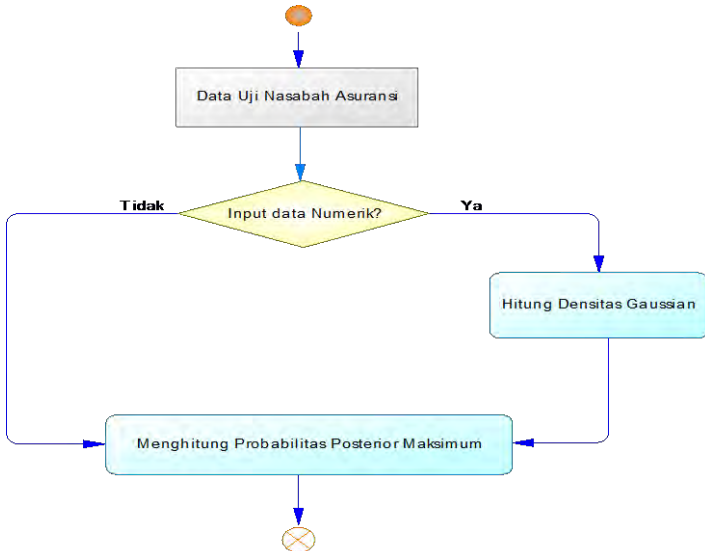 Data Uji Nasabah Asuransi
Tidak
Input data Numerik?
Ya
Hitung Densitas Gaussian
Menghitung Probabilitas Posterior Maksimum